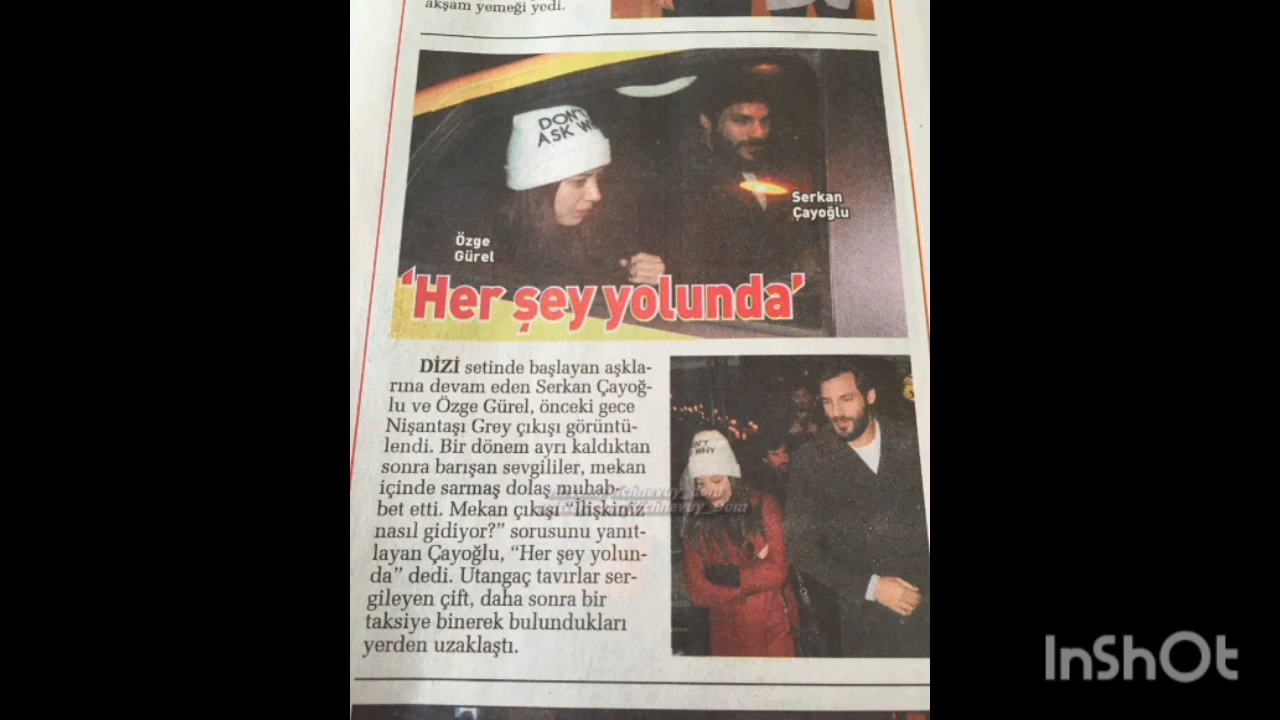 akşam yemeği yedi.
DON'T
ASK W
Serkan
Çayoğlu
Özge
Gürel
'Her şey yolunda'
DİZİ setinde başlayan aşkla-
rına devam eden Serkan Çayoğ-
lu ve Özge Gürel, önceki gece
Nişantaşı Grey çıkışı görüntü-
lendi. Bir dönem ayrı kaldıktan
sonra barışan sevgililer, mekan
içinde sarmaş dolaş muhab-
bet etti. Mekan çıkışı "İlişkiniz
nasıl gidiyor?" sorusunu yanıt-
layan Çayoğlu, "Her şey yolun-
da" dedi. Utangaç tavırlar ser-
gileyen çift, daha sonra bir
taksiye binerek bulundukları
yerden uzaklaştı.
WHY
InShOt